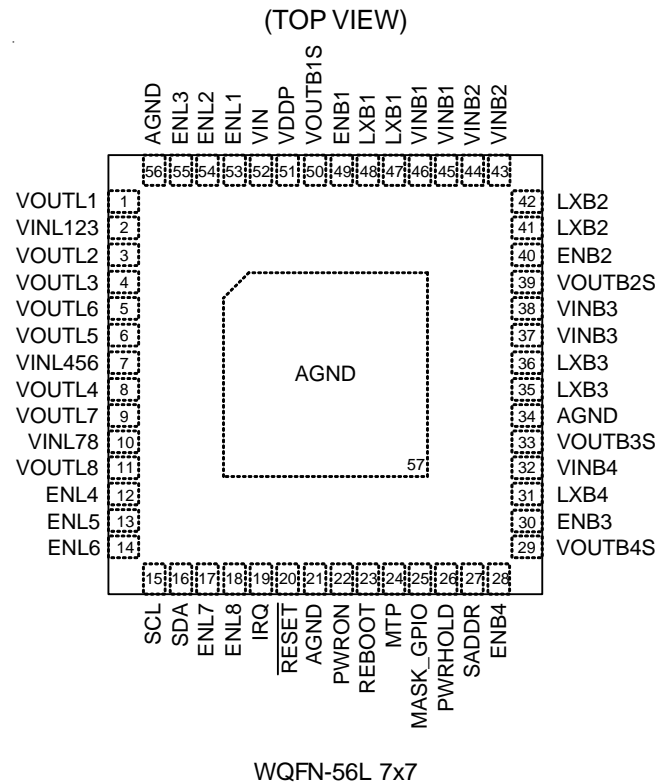 (TOP VIEW)
AGND
ENL3
ENL2
ENL1
VIN
VDDP
VOUTB1S
ENB1
LXB1
LXB1
VINB1
VINB1
VINB2
VINB2
56 55 54 53 52 51 50 49 48 47 46 45 44 43
VOUTL1 1
VINL123 2
VOUTL2 3
VOUTL3 4
VOUTL6 5
VOUTL5 6
VINL456 7
VOUTL4 8
VOUTL7 9
VINL78 10
VOUTL8 11
ENL4 12
ENL5 13
ENL6 14
AGND
57
42 LXB2
41 LXB2
40 ENB2
39 VOUTB2S
38 VINB3
37 VINB3
36 LXB3
35 LXB3
34 AGND
33 VOUTB3S
32 VINB4
31 LXB4
30 ENB3
29 VOUTB4S
15 16 17 18 19 20 21 22 23 24 25 26 27 28
SCL
SDA
ENL7
ENL8
IRQ
RESET
AGND
PWRON
REBOOT
MTP
MASK_GPIO
PWRHOLD
SADDR
ENB4
WQFN-56L 7x7